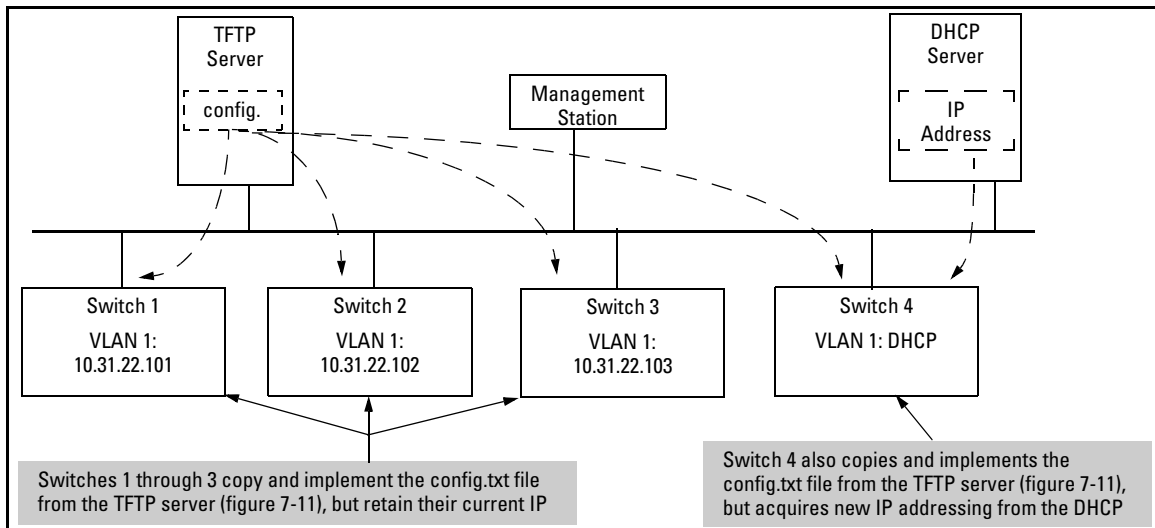 TFTP
Server
config.
Management
Station
DHCP
Server
IP
Address
Switch 1
VLAN 1:
10.31.22.101
Switch 2
VLAN 1:
10.31.22.102
Switch 3
VLAN 1:
10.31.22.103
Switch 4
VLAN 1: DHCP
Switches 1 through 3 copy and implement the config.txt file
from the TFTP server (figure 7-11), but retain their current IP
Switch 4 also copies and implements the
config.txt file from the TFTP server (figure 7-11),
but acquires new IP addressing from the DHCP